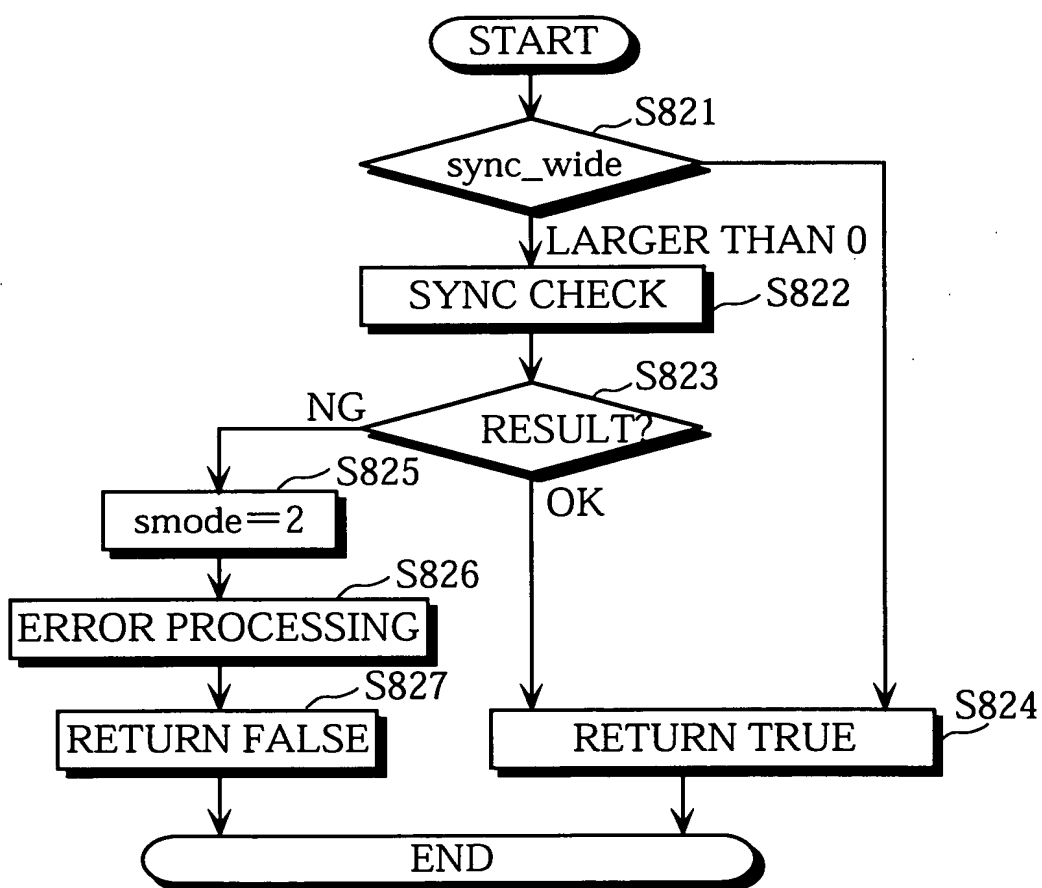 START
S821
sync_wide
LARGER THAN 0
SYNC CHECK
S822
S823
NG
RESULT?
S825
OK
smode=2
S826
ERROR PROCESSING
S827
S824
RETURN FALSE
RETURN TRUE
END